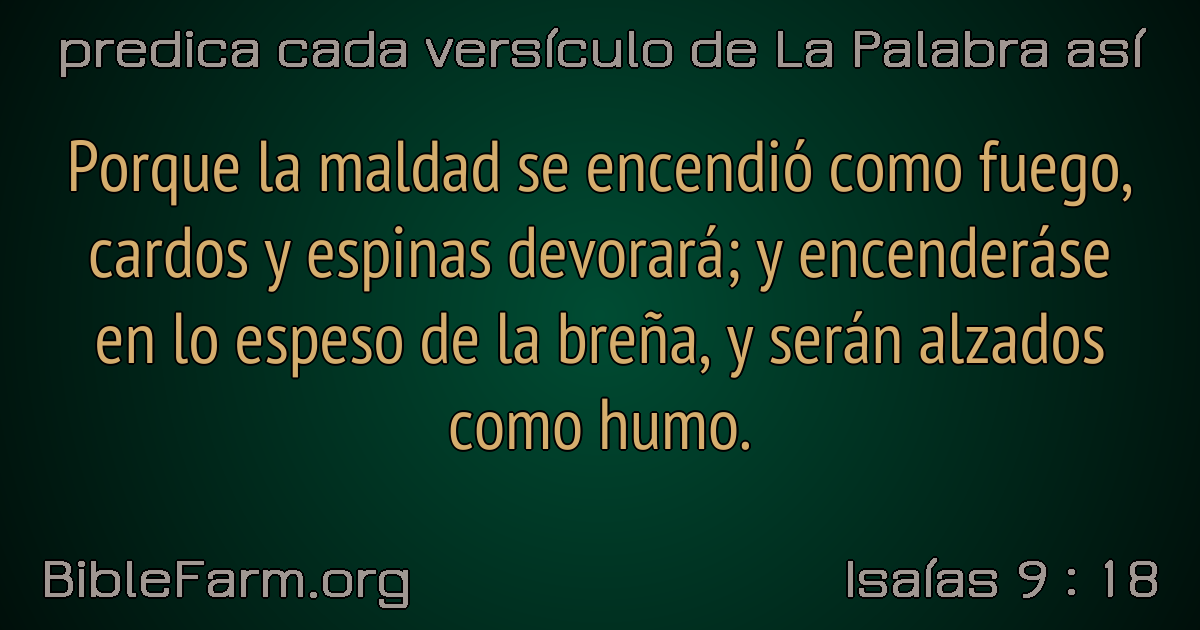 predica cada versículo de La Palabra así
Porque la maldad se encendió como fuego,
cardos y espinas devorará; y encenderáse
en lo espeso de la breña, y serán alzados
como humo.
BibleFarm.org
Isaías 9 : 18